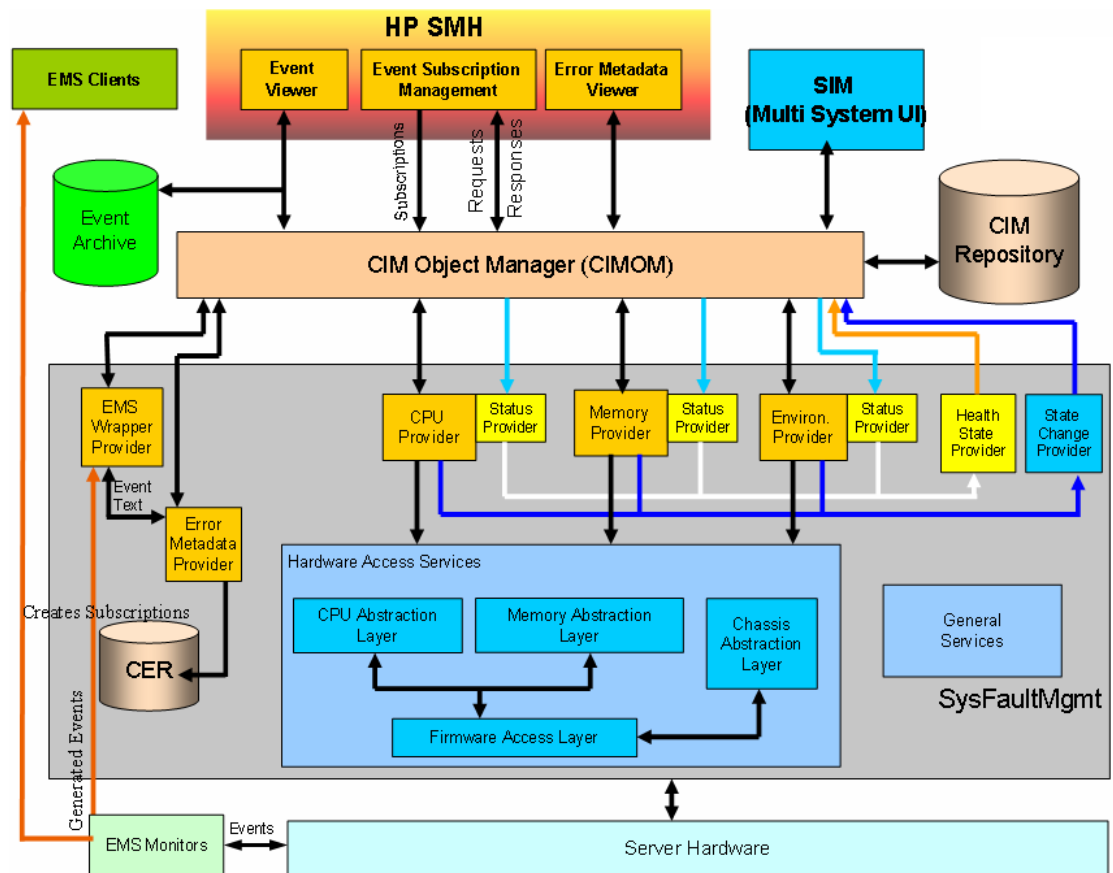 HP SMH
EMS Clients
Event
Viewer
Event Subscription
Management
Error Metadata
Viewer
SIM
(Multi System UI)
Subscriptions
Requests
Responses
Event
Archive
CIM
Repository
CIM Object Manager (CIMOM)
EMS
Wrapper
Provider
CPU
Provider
Status
Provider
Memory
Provider
Status
Provider
Environ.
Provider
Status
Provider
Health
State
Provider
State
Change
Provider
Event
Text
Error
Metadata
Provider
Hardware Access Services
Creates Subscriptions
CPU Abstraction
Layer
Memory Abstraction
Layer
Chassis
Abstraction
Layer
General
Services
CER
SysFaultMgmt
Firmware Access Layer
Generated Events
EMS Monitors
Events
Server Hardware